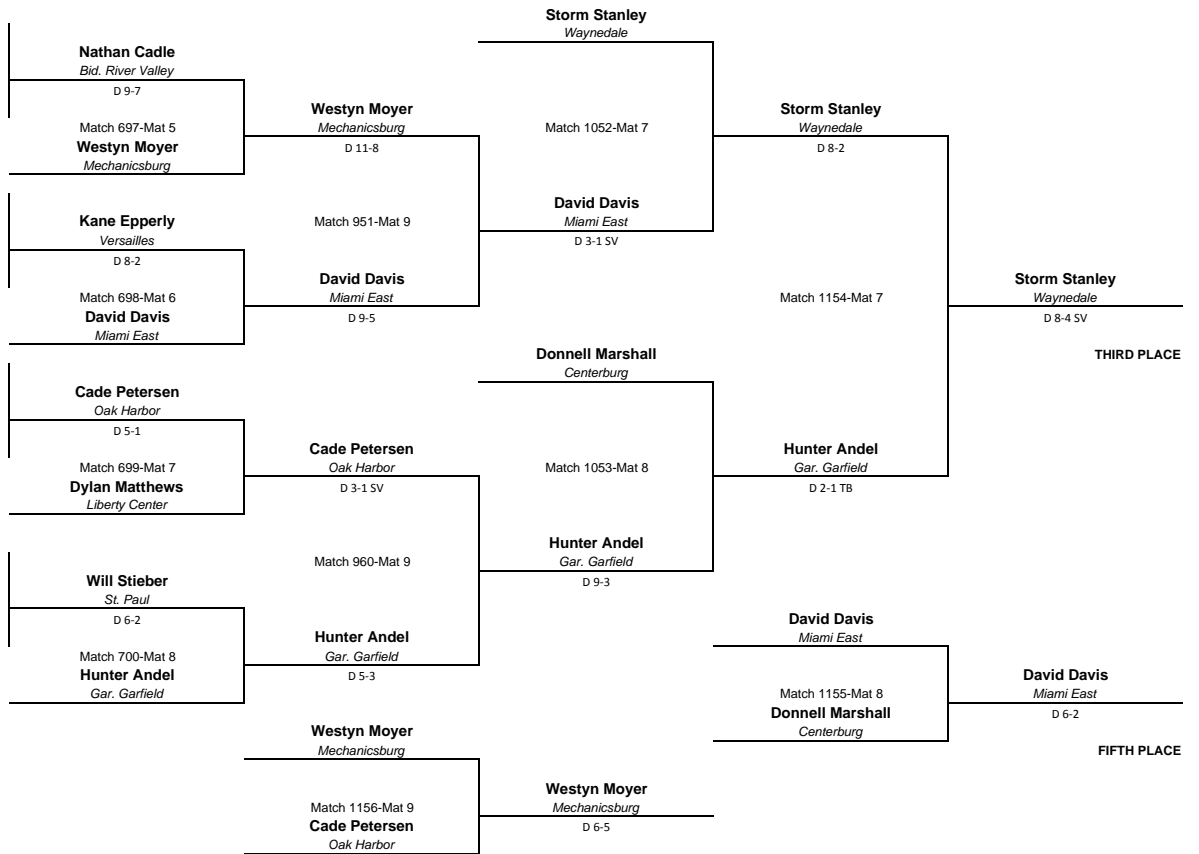 Storm Stanley
Waynedale
Nathan Cadle
Bid. River Valley
D 9-7
Westyn Moyer
Mechanicsburg
D 11-8
Storm Stanley
Waynedale
D 8-2
Match 697-Mat 5
Match 1052-Mat 7
Westyn Moyer
Mechanicsburg
Kane Epperly
Versailles
D 8-2
Match 951-Mat 9
David Davis
Miami East
D 3-1 SV
David Davis
Miami East
D 9-5
Match 698-Mat 6
David Davis
Miami East
Match 1154-Mat 7
Storm Stanley
Waynedale
D 8-4 SV
THIRD PLACE
Donnell Marshall
Centerburg
Cade Petersen
Oak Harbor
D 5-1
Cade Petersen
Oak Harbor
D 3-1 SV
Match 699-Mat 7
Dylan Matthews
Liberty Center
Match 1053-Mat 8
Hunter Andel
Gar. Garfield
D 2-1 TB
Match 960-Mat 9
Hunter Andel
Gar. Garfield
D 9-3
Will Stieber
St. Paul
D 6-2
Match 700-Mat 8
Hunter Andel
Gar. Garfield
Hunter Andel
Gar. Garfield
D 5-3
David Davis
Miami East
Match 1155-Mat 8
Donnell Marshall
Centerburg
David Davis
Miami East
D 6-2
FIFTH PLACE
Westyn Moyer
Mechanicsburg
Match 1156-Mat 9
Cade Petersen
Oak Harbor
Westyn Moyer
Mechanicsburg
D 6-5